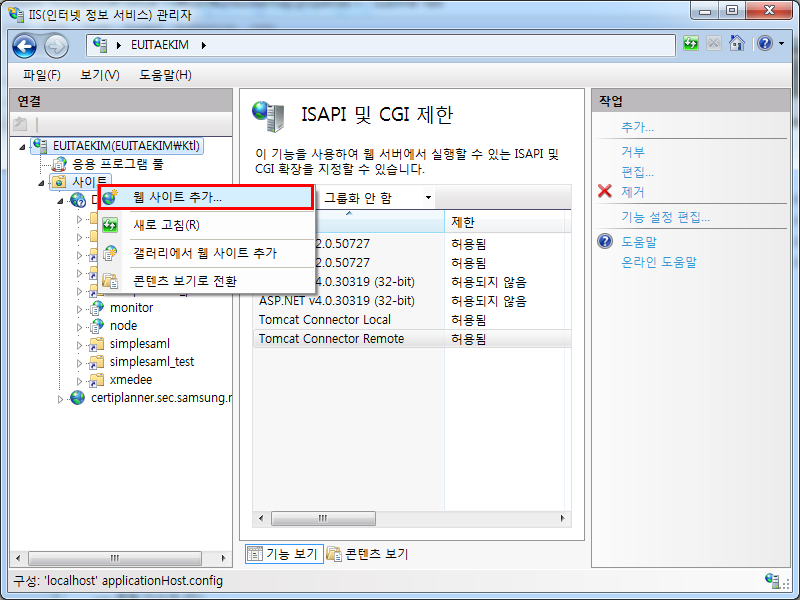 IIS(인터넷 정보 서비스) 관리자
EUITAEKIM
파일(F) 보기(V) 도움말(H)
연결
EUITAEKIM(EUITAEKIM₩Ktl)
응용 프로그램 풀
사이트
웹 사이트 추가...
새로 고침(R)
갤러리에서 웹 사이트 추가
콘텐츠 보기로 전환
monitor
node
simplesaml
simplesaml_test
xmedee
certiplanner.sec.samsung.r
ISAPI 및 CGI 제한
이 기능을 사용하여 웹 서버에서 실행할 수 있는 ISAPI 및
CGI 확장을 지정할 수 있습니다.
그룹화 안 함
제한
2.0.50727 허용됨
2.0.50727 허용됨
4.0.30319 (32-bit) 허용되지 않음
ASP.NET v4.0.30319 (32-bit) 허용되지 않음
Tomcat Connector Local 허용됨
Tomcat Connector Remote 허용됨
기능 보기 콘텐츠 보기
작업
추가...
거부
편집...
제거
기능 설정 편집...
도움말
온라인 도움말
구성: 'localhost' applicationHost.config